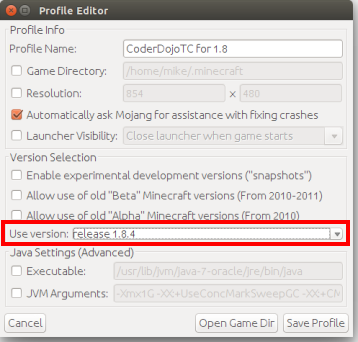 Profile Editor
Profile Info
Profile Name: CoderDojoTC for 1.8
Game Directory: /home/mike/.minecraft
Resolution: 854 x 480
Automatically ask Mojang for assistance with fixing crashes
Launcher Visibility: Close launcher when game starts
Version Selection
Enable experimental development versions ("snapshots")
Allow use of old "Beta" Minecraft versions (From 2010-2011)
Allow use of old "Alpha" Minecraft versions (From 2010)
Use version: release 1.8.4
Java Settings (Advanced)
Executable: /usr/lib/jvm/java-7-oracle/jre/bin/java
JVM Arguments: -Xmx1G -XX:+UseConcMarkSweepGC -XX:+CM
Cancel Open Game Dir Save Profile